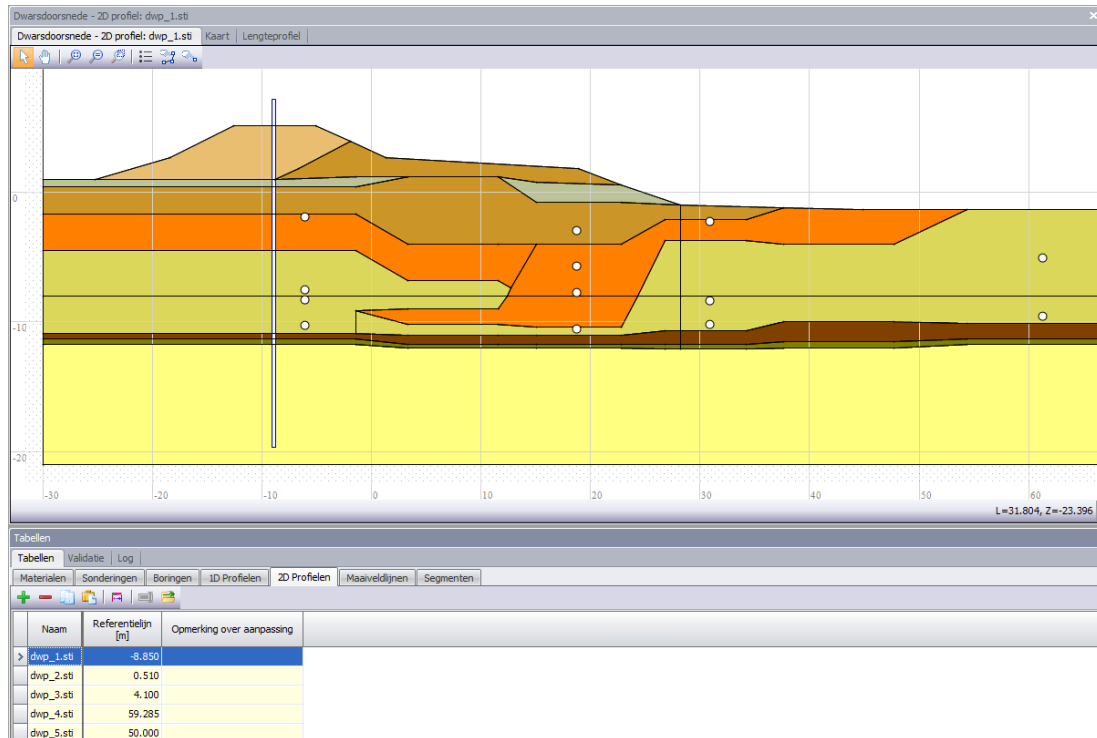 Dwarsdoorsnede - 2D profiel: dwp_1.sti
Dwarsdoorsnede - 2D profiel: dwp_1.sti Kaart Lengteprofiel
0
-10
-20
-30 -20 -10 0 10 20 30 40 50 60
L=31.804, Z=-23.396
Tabellen
Tabellen Validatie Log
Materialen Sonderingen Boringen 1D Profielen 2D Profielen Maaiveldlijnen Segmenten
Naam Referentielijn [m] Opmerking over aanpassing
dwp_1.sti -8.850
dwp_2.sti 0.510
dwp_3.sti 4.100
dwp_4.sti 59.285
dwp_5.sti 50.000